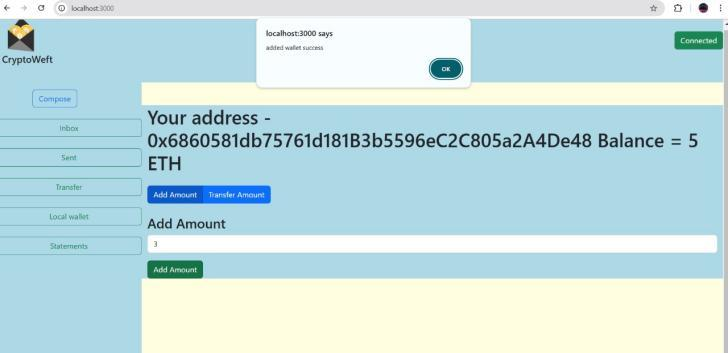 localhost:3000
localhost:3000 says
added wallet success
OK
Connected
CryptoWeft
Compose
Inbox
Sent
Transfer
Local wallet
Statements
Your address -
0x6860581db75761d181B3b5596eC2C805a2A4De48 Balance = 5
ETH
Add Amount Transfer Amount
Add Amount
3
Add Amount